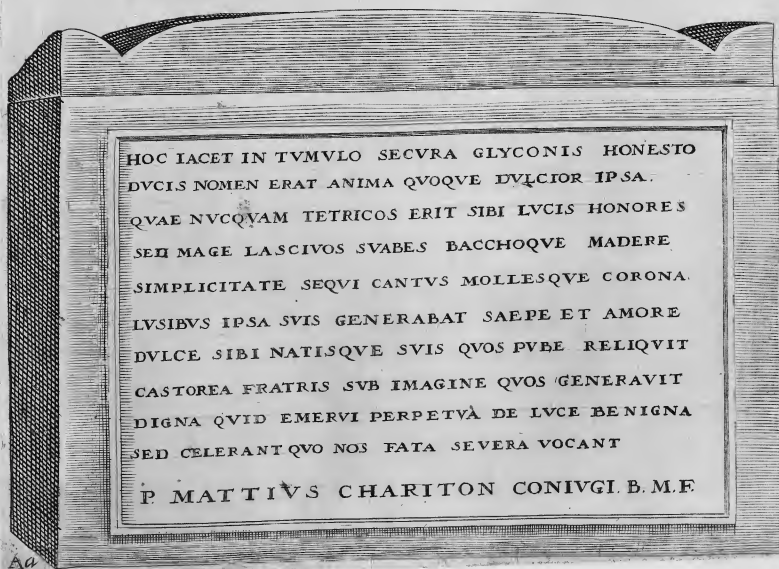 HOC IACET IN TVMVLO SECVRA GLYCONIS HONESTO
DVCIS NOMEN ERAT ANIMA QVOQVE DVLCIOR IPSA.
QVAE NVCQVAM TETRICOS ERIT SIBI LVCIS HONORES
SED MAGE LASCIVOS SVABES BACCHOQVE MADERE
SIMPLICITATE SEQVI CANTVS MOLLESQVE CORONA.
LVSIBVS IPSA SVIS GENERABAT SAEPE ET AMORE
DVLCE SIBI NATISQVE SVIS QVOS PVBE RELIQVIT
CASTOREA FRATRIS SVB IMAGINE QVOS GENERAVIT
DIGNA QVID EMERVI PERPETVÀ DE LVCE BENIGNA
SED CELERANT QVO NOS FATA SEVERA VOCANT
P. MATTIVS CHARITON CONIVGI. B. M. F.
Aa